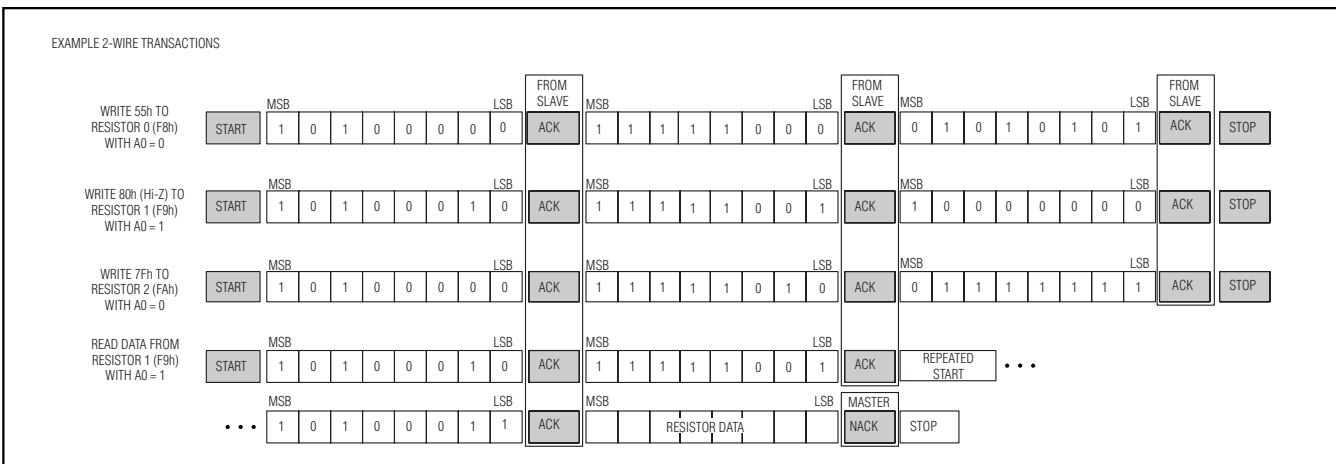 EXAMPLE 2-WIRE TRANSACTIONS
FROM SLAVE FROM SLAVE FROM SLAVE
MSB LSB MSB LSB MSB LSB
WRITE 55h TO
RESISTOR 0 (F8h)
WITH A0 = 0
START 1 0 1 0 0 0 0 0 ACK 1 1 1 1 1 0 0 0 ACK 0 1 0 1 0 1 0 1 ACK STOP
MSB LSB MSB LSB MSB LSB
WRITE 80h (Hi-Z) TO
RESISTOR 1 (F9h)
WITH A0 = 1
START 1 0 1 0 0 0 1 0 ACK 1 1 1 1 1 0 0 1 ACK 1 0 0 0 0 0 0 0 ACK STOP
MSB LSB MSB LSB MSB LSB
WRITE 7Fh TO
RESISTOR 2 (FAh)
WITH A0 = 0
START 1 0 1 0 0 0 0 0 ACK 1 1 1 1 1 0 1 0 ACK 0 1 1 1 1 1 1 1 ACK STOP
MSB LSB MSB LSB
READ DATA FROM
RESISTOR 1 (F9h)
WITH A0 = 1
START 1 0 1 0 0 0 1 0 ACK 1 1 1 1 1 0 0 1 ACK REPEATED START • • •
MSB LSB MSB LSB MASTER
• • • 1 0 1 0 0 0 1 1 ACK RESISTOR DATA NACK STOP